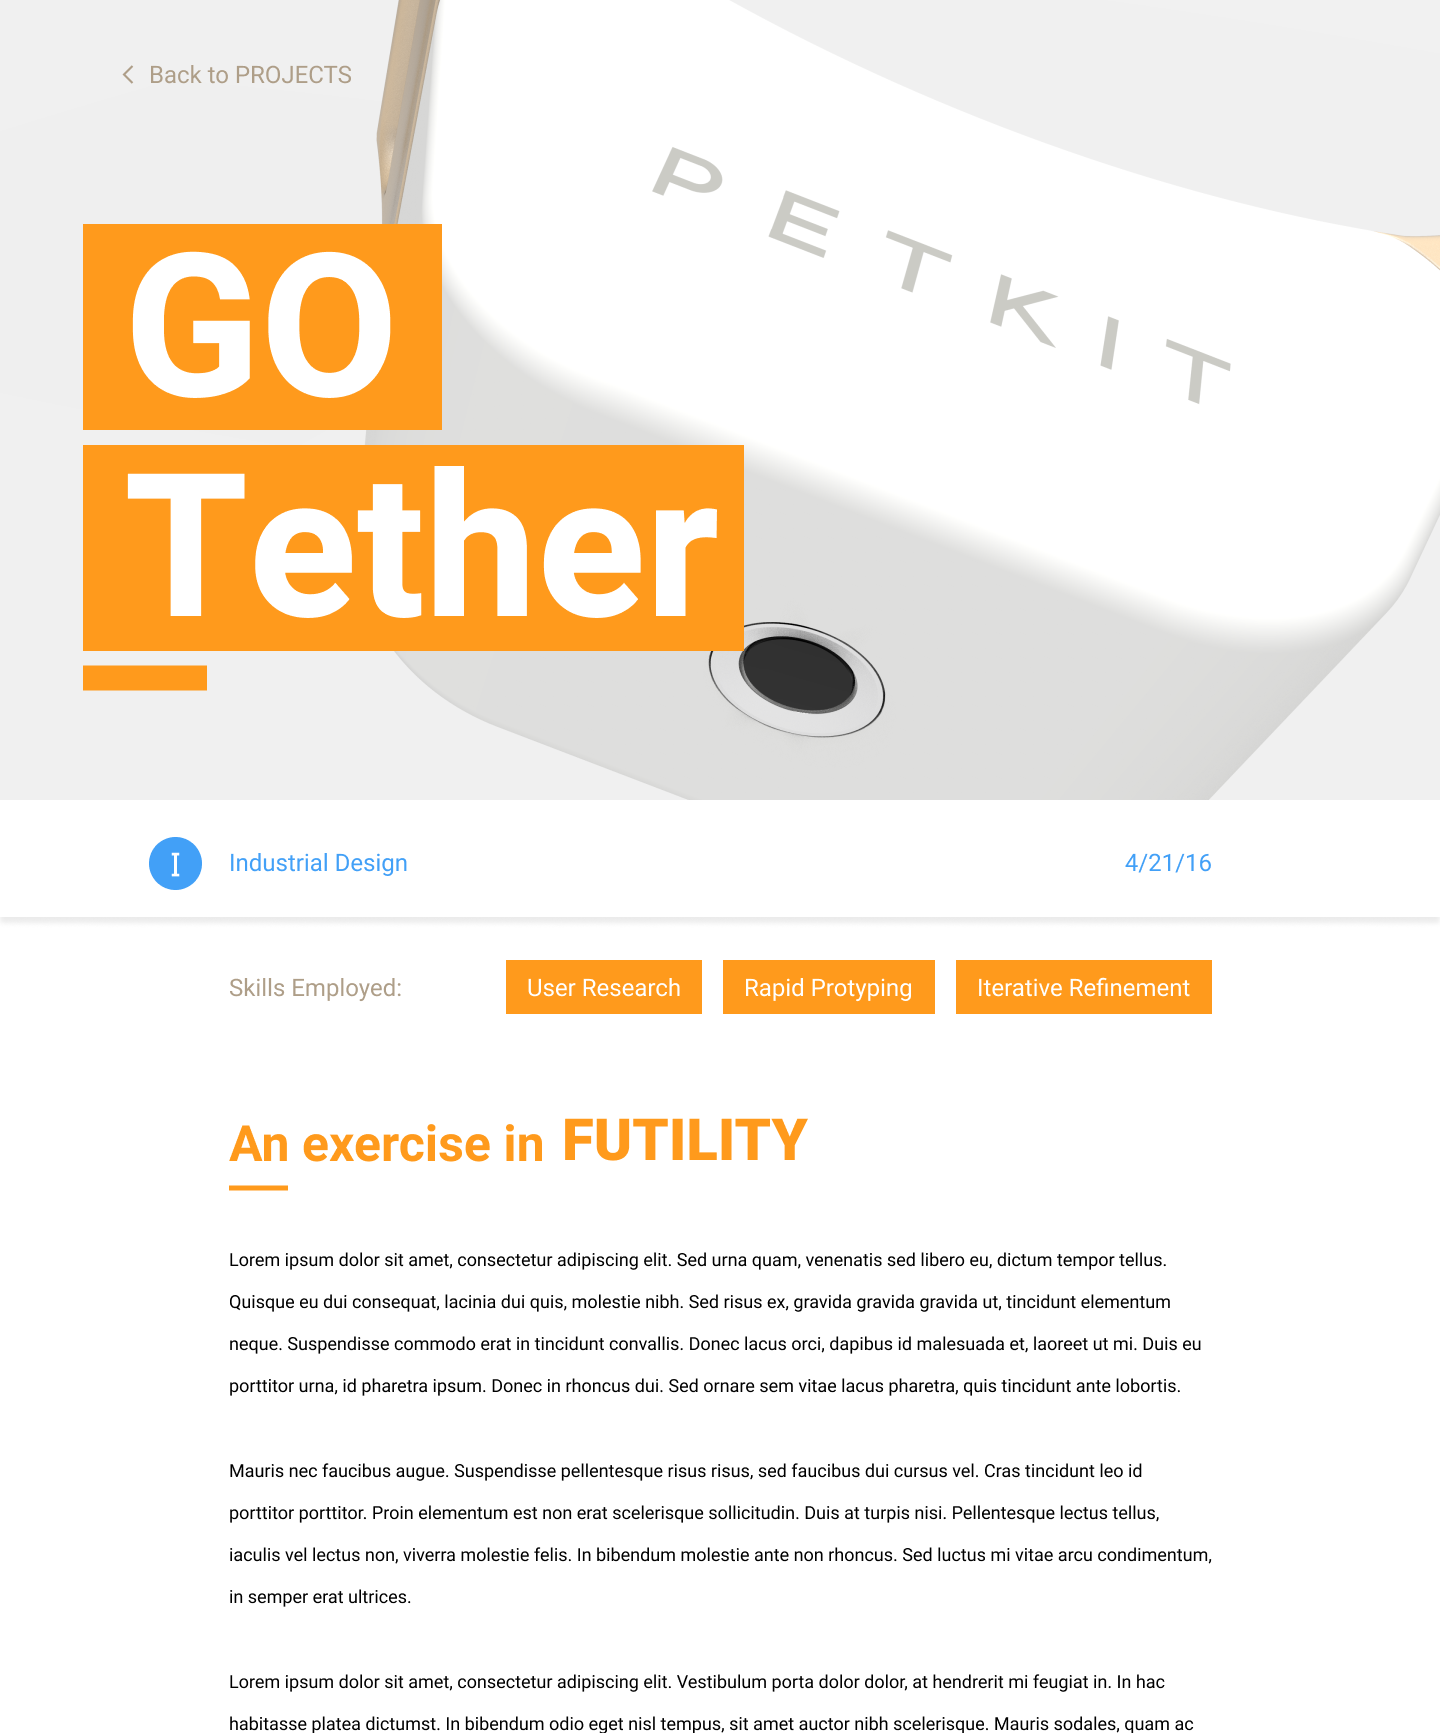 Back to PROJECTS
PETKIT
GO
Tether
I
Industrial Design
4/21/16
Skills Employed:
User Research
Rapid Protyping
Iterative Refinement
An exercise in FUTILITY
Lorem ipsum dolor sit amet, consectetur adipiscing elit. Sed urna quam, venenatis sed libero eu, dictum tempor tellus.
Quisque eu dui consequat, lacinia dui quis, molestie nibh. Sed risus ex, gravida gravida gravida ut, tincidunt elementum
neque. Suspendisse commodo erat in tincidunt convallis. Donec lacus orci, dapibus id malesuada et, laoreet ut mi. Duis eu
porttitor urna, id pharetra ipsum. Donec in rhoncus dui. Sed ornare sem vitae lacus pharetra, quis tincidunt ante lobortis.
Mauris nec faucibus augue. Suspendisse pellentesque risus risus, sed faucibus dui cursus vel. Cras tincidunt leo id
porttitor porttitor. Proin elementum est non erat scelerisque sollicitudin. Duis at turpis nisi. Pellentesque lectus tellus,
iaculis vel lectus non, viverra molestie felis. In bibendum molestie ante non rhoncus. Sed luctus mi vitae arcu condimentum,
in semper erat ultrices.
Lorem ipsum dolor sit amet, consectetur adipiscing elit. Vestibulum porta dolor dolor, at hendrerit mi feugiat in. In hac
habitasse platea dictumst. In bibendum odio eget nisl tempus, sit amet auctor nibh scelerisque. Mauris sodales, quam ac